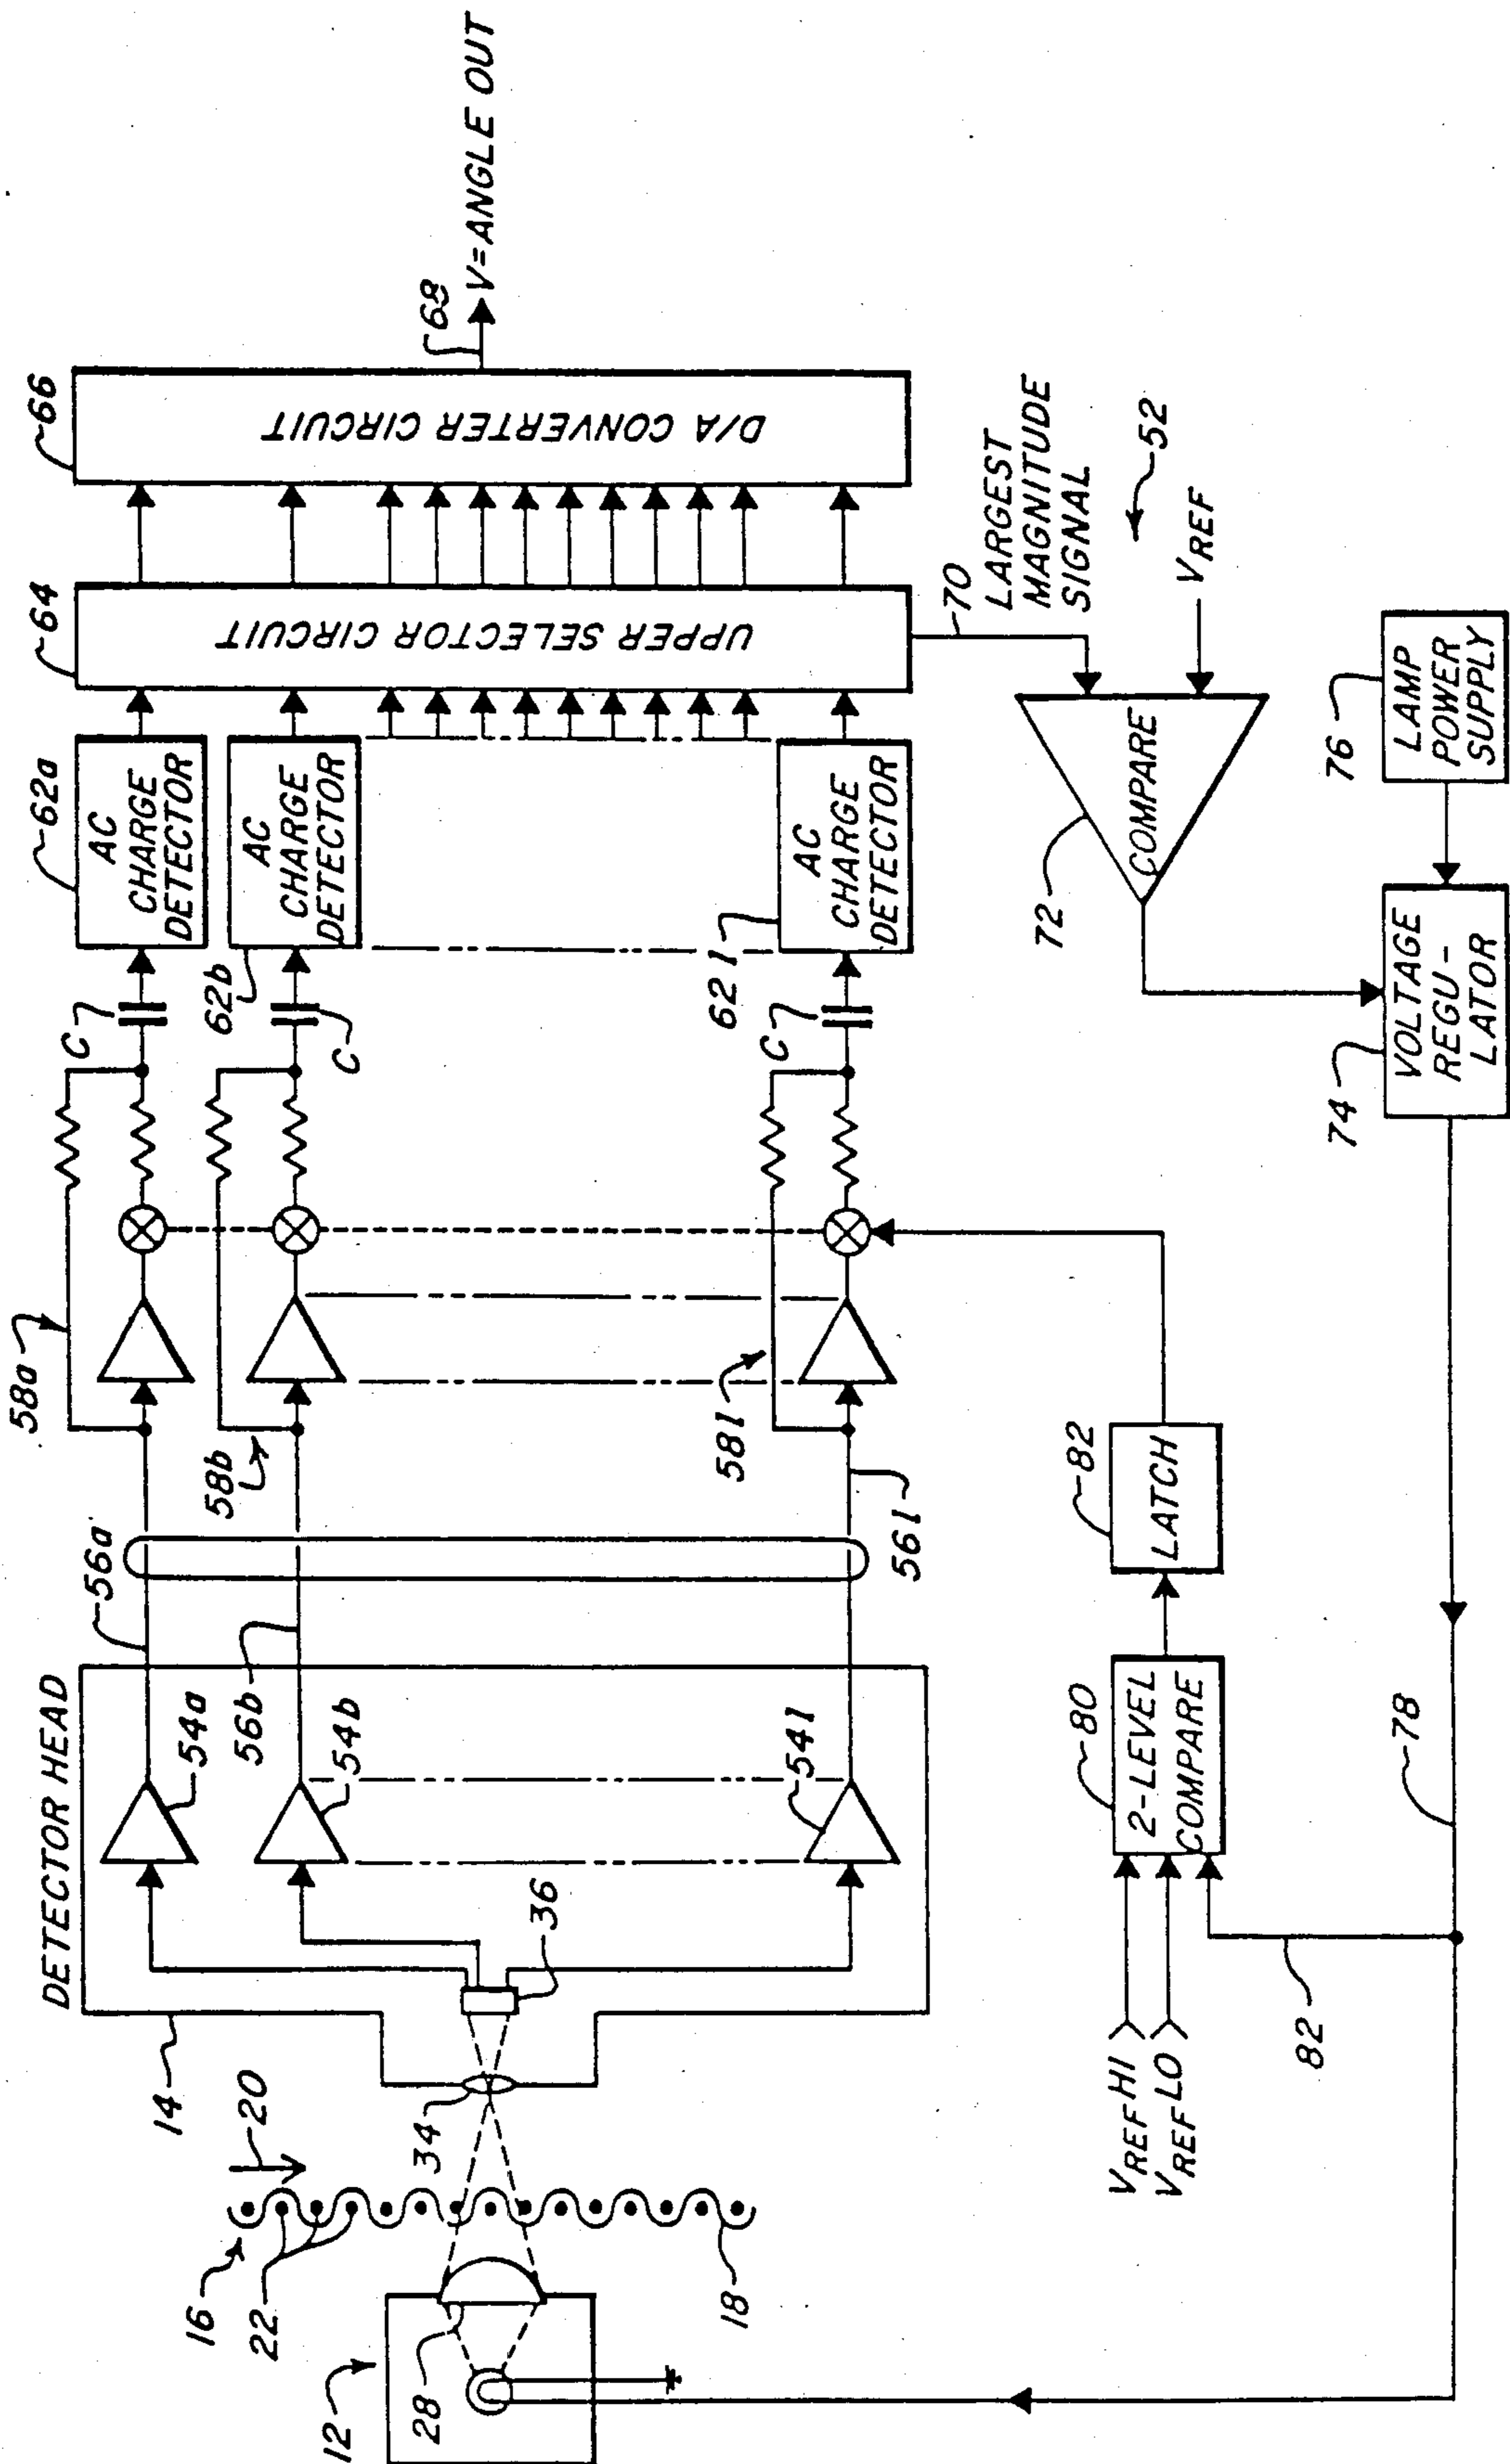 DETECTOR HEAD
14
20
16
22
12
28
18
34
36
54a
54b
54l
56a
56b
56l
58a
58b
58l
C
C
C
62a
AC CHARGE DETECTOR
62b
AC CHARGE DETECTOR
62l
AC CHARGE DETECTOR
64
UPPER SELECTOR CIRCUIT
66
D/A CONVERTER CIRCUIT
68
V=ANGLE OUT
70
LARGEST
MAGNITUDE
SIGNAL
52
VREF
72
COMPARE
76
LAMP
POWER
SUPPLY
74
VOLTAGE
REGU-
LATOR
78
82
LATCH
80
2-LEVEL
COMPARE
VREF HI
VREF LO
82